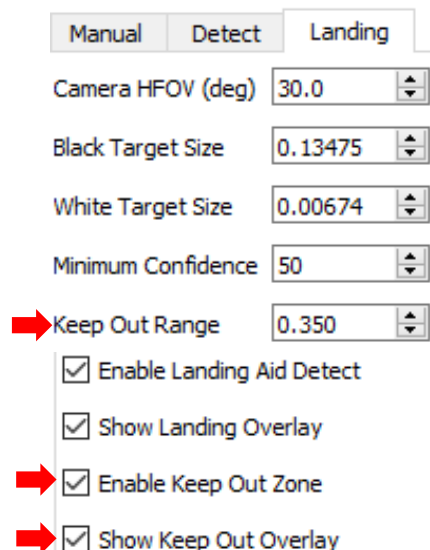 Manual Detect Landing
Camera HFOV (deg) 30.0
Black Target Size 0.13475
White Target Size 0.00674
Minimum Confidence 50
Keep Out Range 0.350
Enable Landing Aid Detect
Show Landing Overlay
Enable Keep Out Zone
Show Keep Out Overlay